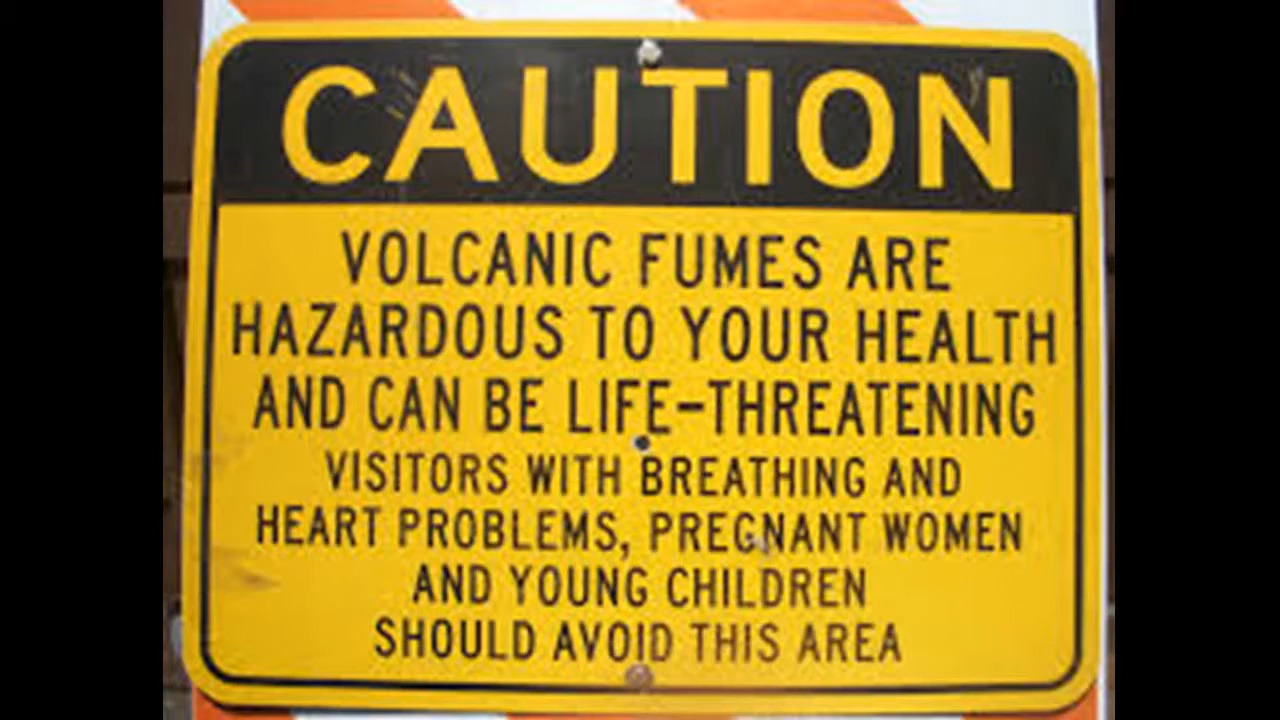 CAUTION
VOLCANIC FUMES ARE
HAZARDOUS TO YOUR HEALTH
AND CAN BE LIFE-THREATENING
VISITORS WITH BREATHING AND
HEART PROBLEMS, PREGNANT WOMEN
AND YOUNG CHILDREN
SHOULD AVOID THIS AREA